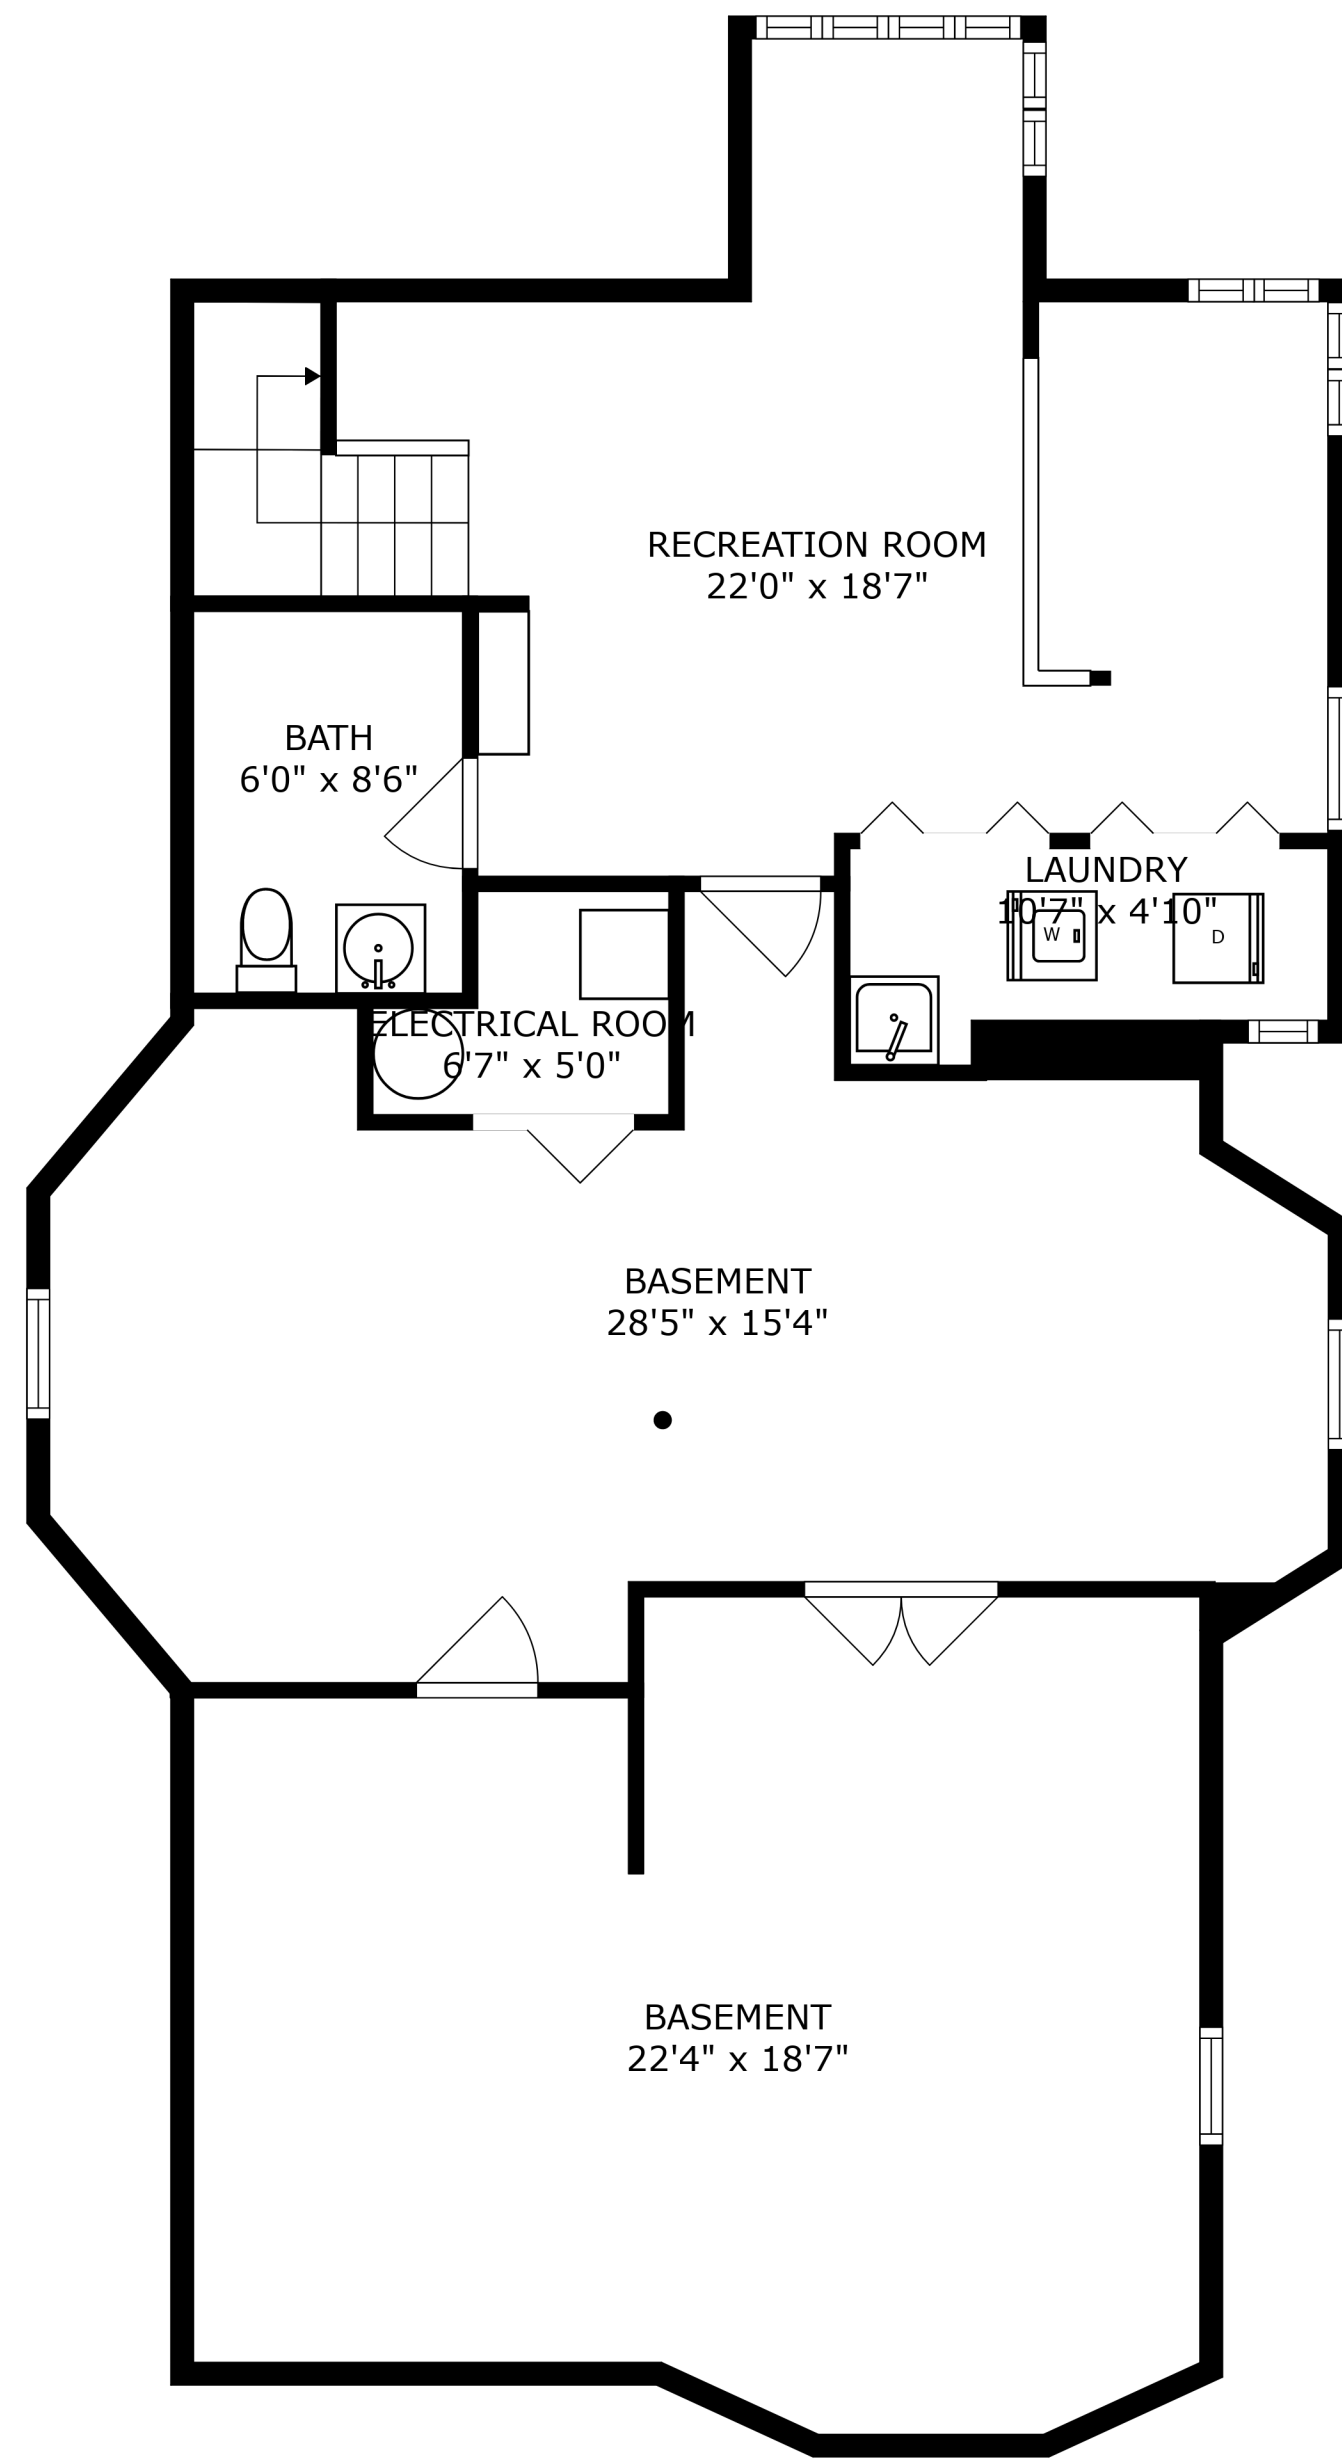 RECREATION ROOM
22'0" x 18'7"
BATH
6'0" x 8'6"
LAUNDRY
10'7" x 4'10"
W
D
ELECTRICAL ROOM
6'7" x 5'0"
BASEMENT
28'5" x 15'4"
BASEMENT
22'4" x 18'7"